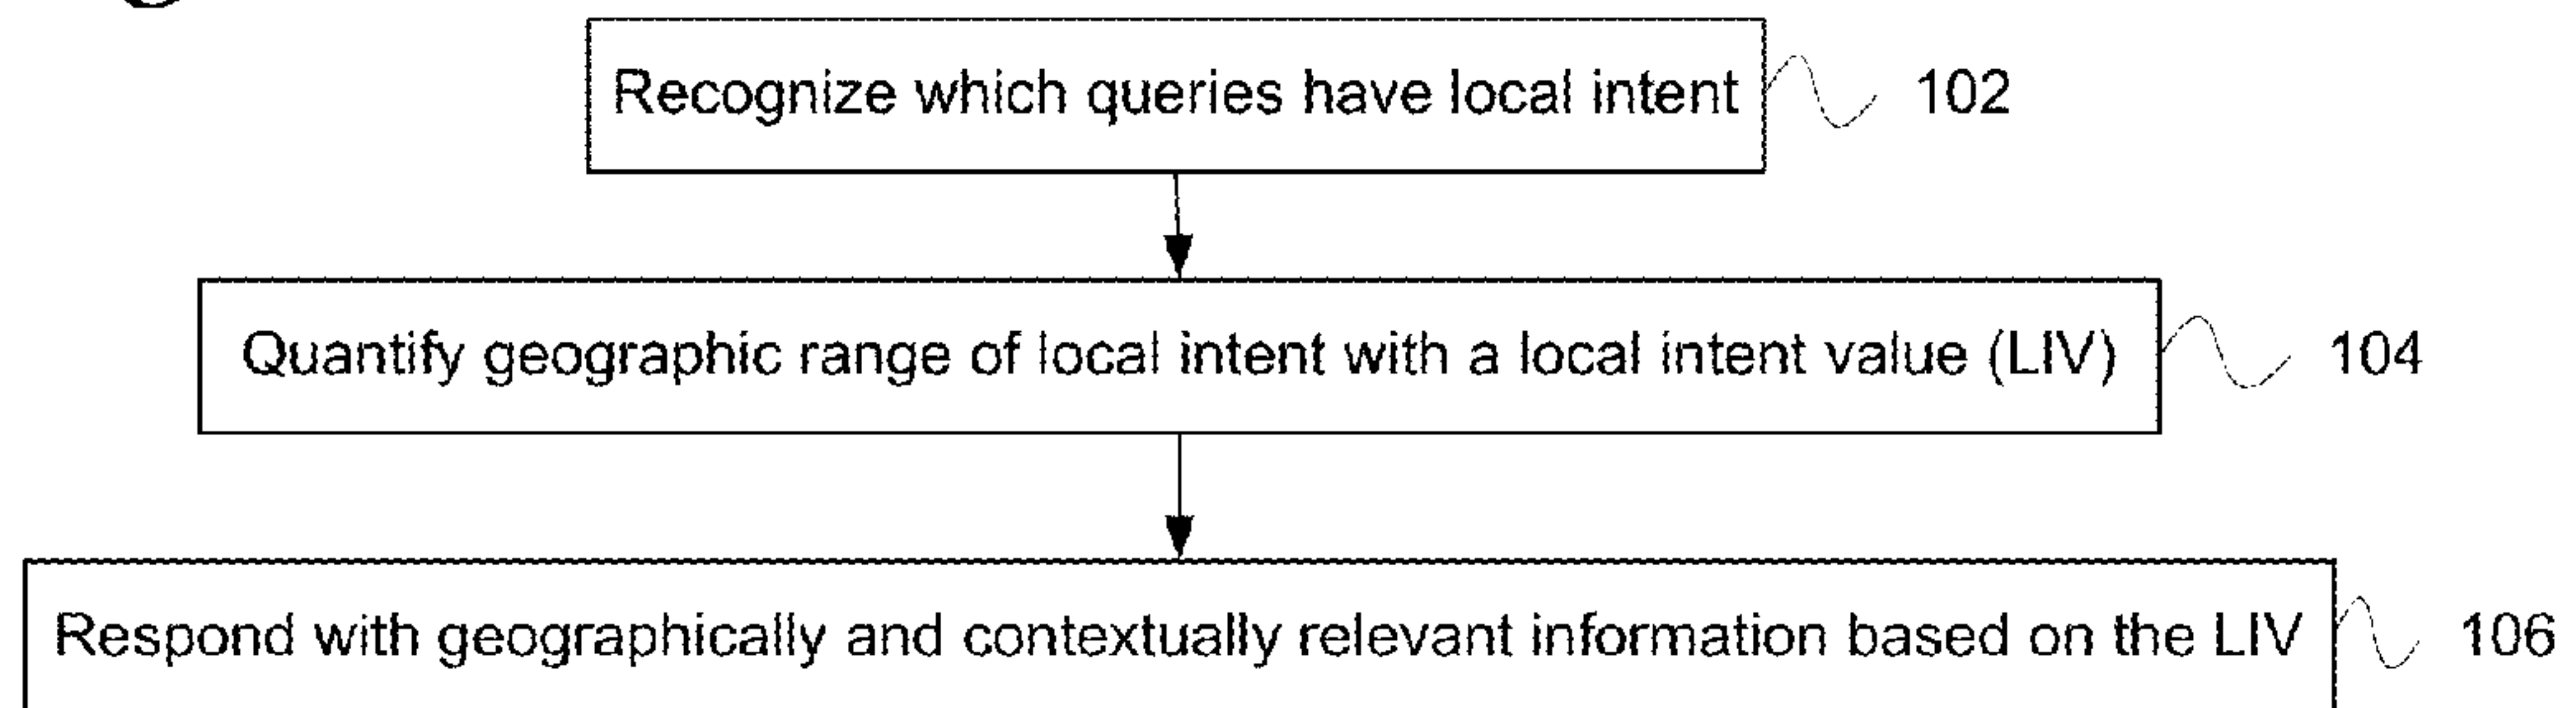 Recognize which queries have local intent 102
Quantify geographic range of local intent with a local intent value (LIV) 104
Respond with geographically and contextually relevant information based on the LIV 106